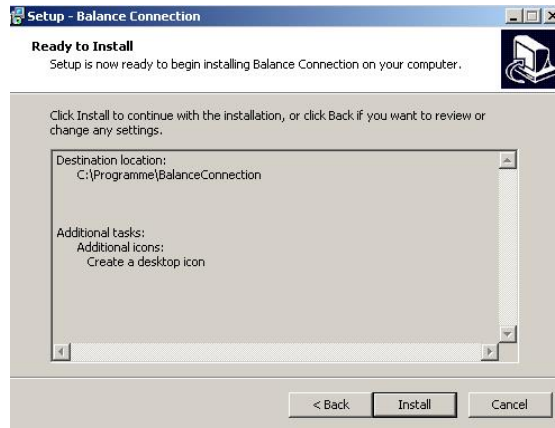 Setup - Balance Connection
Ready to Install
Setup is now ready to begin installing Balance Connection on your computer.
Click Install to continue with the installation, or click Back if you want to review or
change any settings.
Destination location:
C:\Programme\BalanceConnection
Additional tasks:
Additional icons:
Create a desktop icon
< Back
Install
Cancel